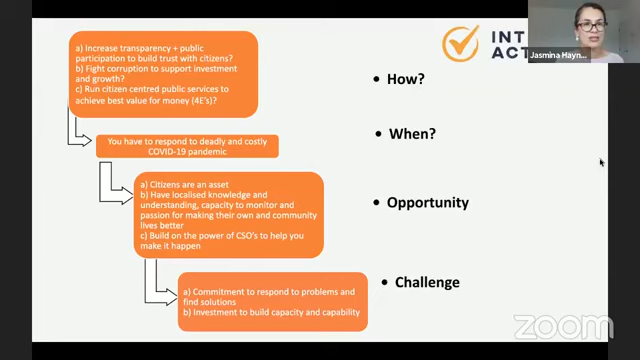 a) Increase transparency + public
participation to build trust with citizens?
b) Fight corruption to support investment
and growth?
c) Run citizen centred public services to
achieve best value for money (4E's)?
INT
ACT
Jasmina Hayn...
• How?
You have to respond to deadly and costly
COVID-19 pandemic
• When?
a) Citizens are an asset
b) Have localised knowledge and
understanding, capacity to monitor and
passion for making their own and community
lives better
c) Build on the power of CSO's to help you
make it happen
• Opportunity
a) Commitment to respond to problems and
find solutions
b) Investment to build capacity and capability
• Challenge
zoom